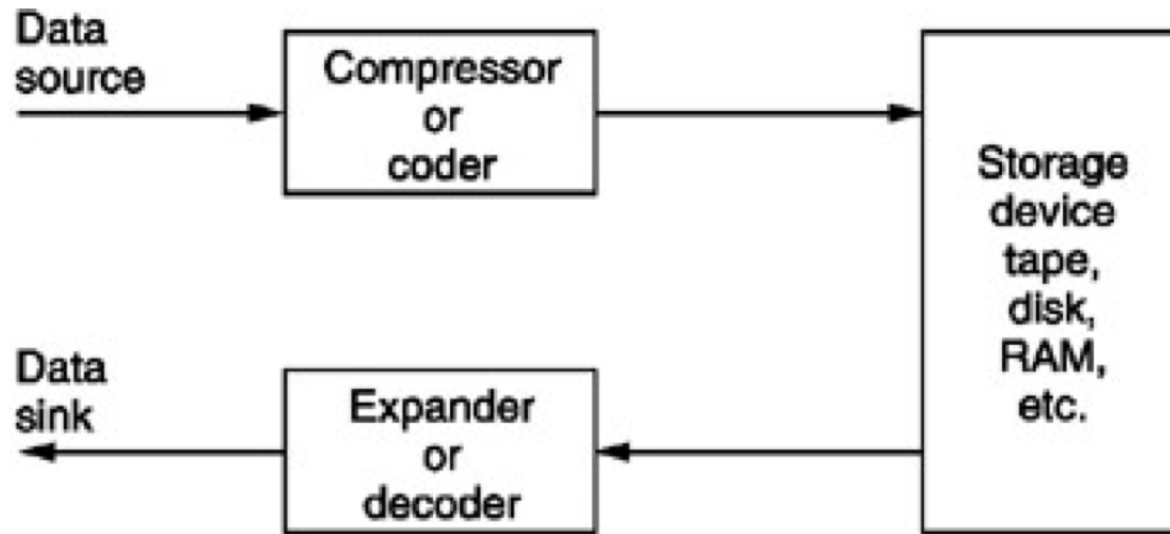 Data
source
Compressor
or
coder
Storage
device
tape,
disk,
RAM,
etc.
Data
sink
Expander
or
decoder